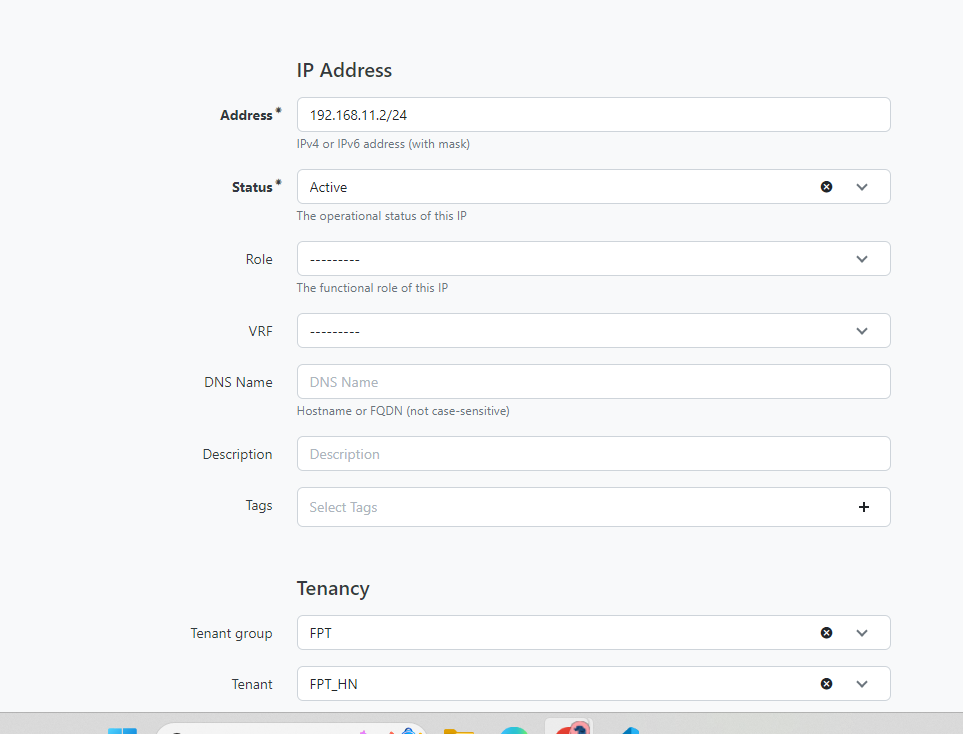 IP Address
Address *
192.168.11.2/24
IPv4 or IPv6 address (with mask)
Status *
Active
The operational status of this IP
Role
---------
The functional role of this IP
VRF
---------
DNS Name
DNS Name
Hostname or FQDN (not case-sensitive)
Description
Description
Tags
Select Tags
Tenancy
Tenant group
FPT
Tenant
FPT_HN